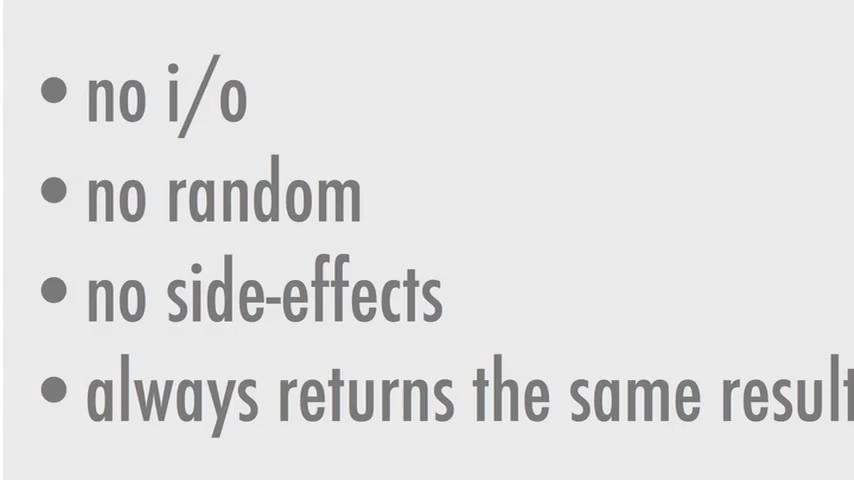 • no i/o
• no random
• no side-effects
• always returns the same result